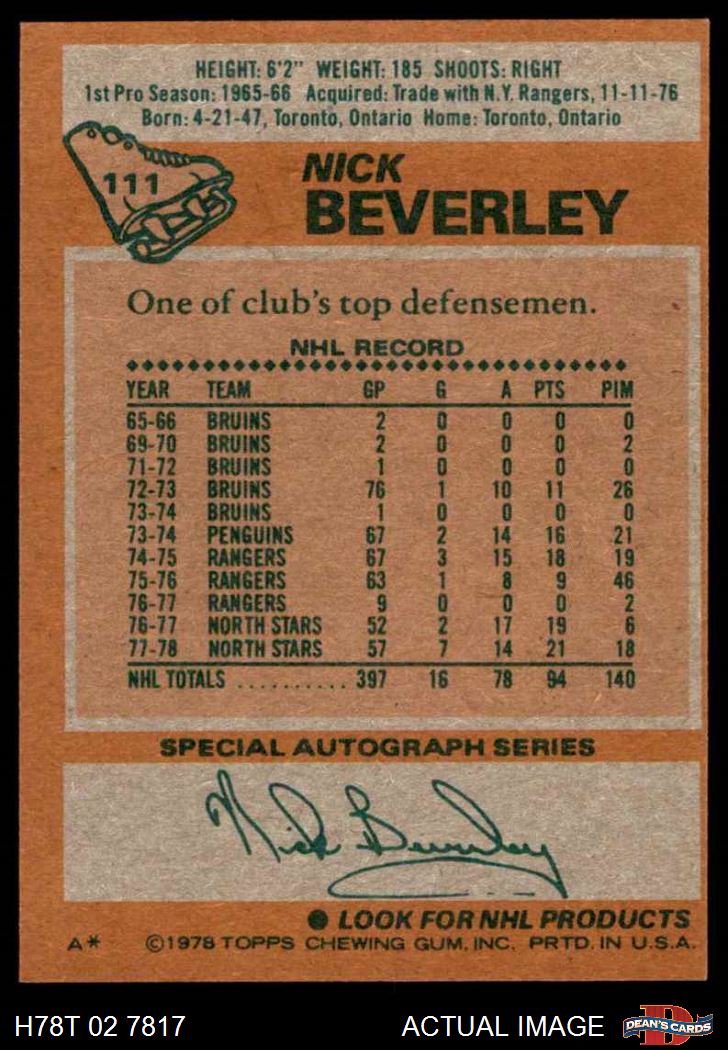 HEIGHT: 6'2" WEIGHT: 185 SHOOTS: RIGHT
1st Pro Season: 1965-66 Acquired: Trade with N.Y. Rangers, 11-11-76
Born: 4-21-47, Toronto, Ontario Home: Toronto, Ontario
111
NICK
BEVERLEY
One of club's top defensemen.
NHL RECORD
YEAR TEAM GP G A PTS PIM
65-66 BRUINS 2 0 0 0 0
69-70 BRUINS 2 0 0 0 2
71-72 BRUINS 1 0 0 0 0
72-73 BRUINS 76 1 10 11 26
73-74 BRUINS 1 0 0 0 0
73-74 PENGUINS 67 2 14 16 21
74-75 RANGERS 67 3 15 18 19
75-76 RANGERS 63 1 8 9 46
76-77 RANGERS 9 0 0 0 2
76-77 NORTH STARS 52 2 17 19 6
77-78 NORTH STARS 57 7 14 21 18
NHL TOTALS .......... 397 16 78 94 140
SPECIAL AUTOGRAPH SERIES
Nick Beverley
● LOOK FOR NHL PRODUCTS
A* ©1978 TOPPS CHEWING GUM, INC. PRTD. IN U.S.A.
H78T 02 7817 ACTUAL IMAGE DEAN'S CARDS